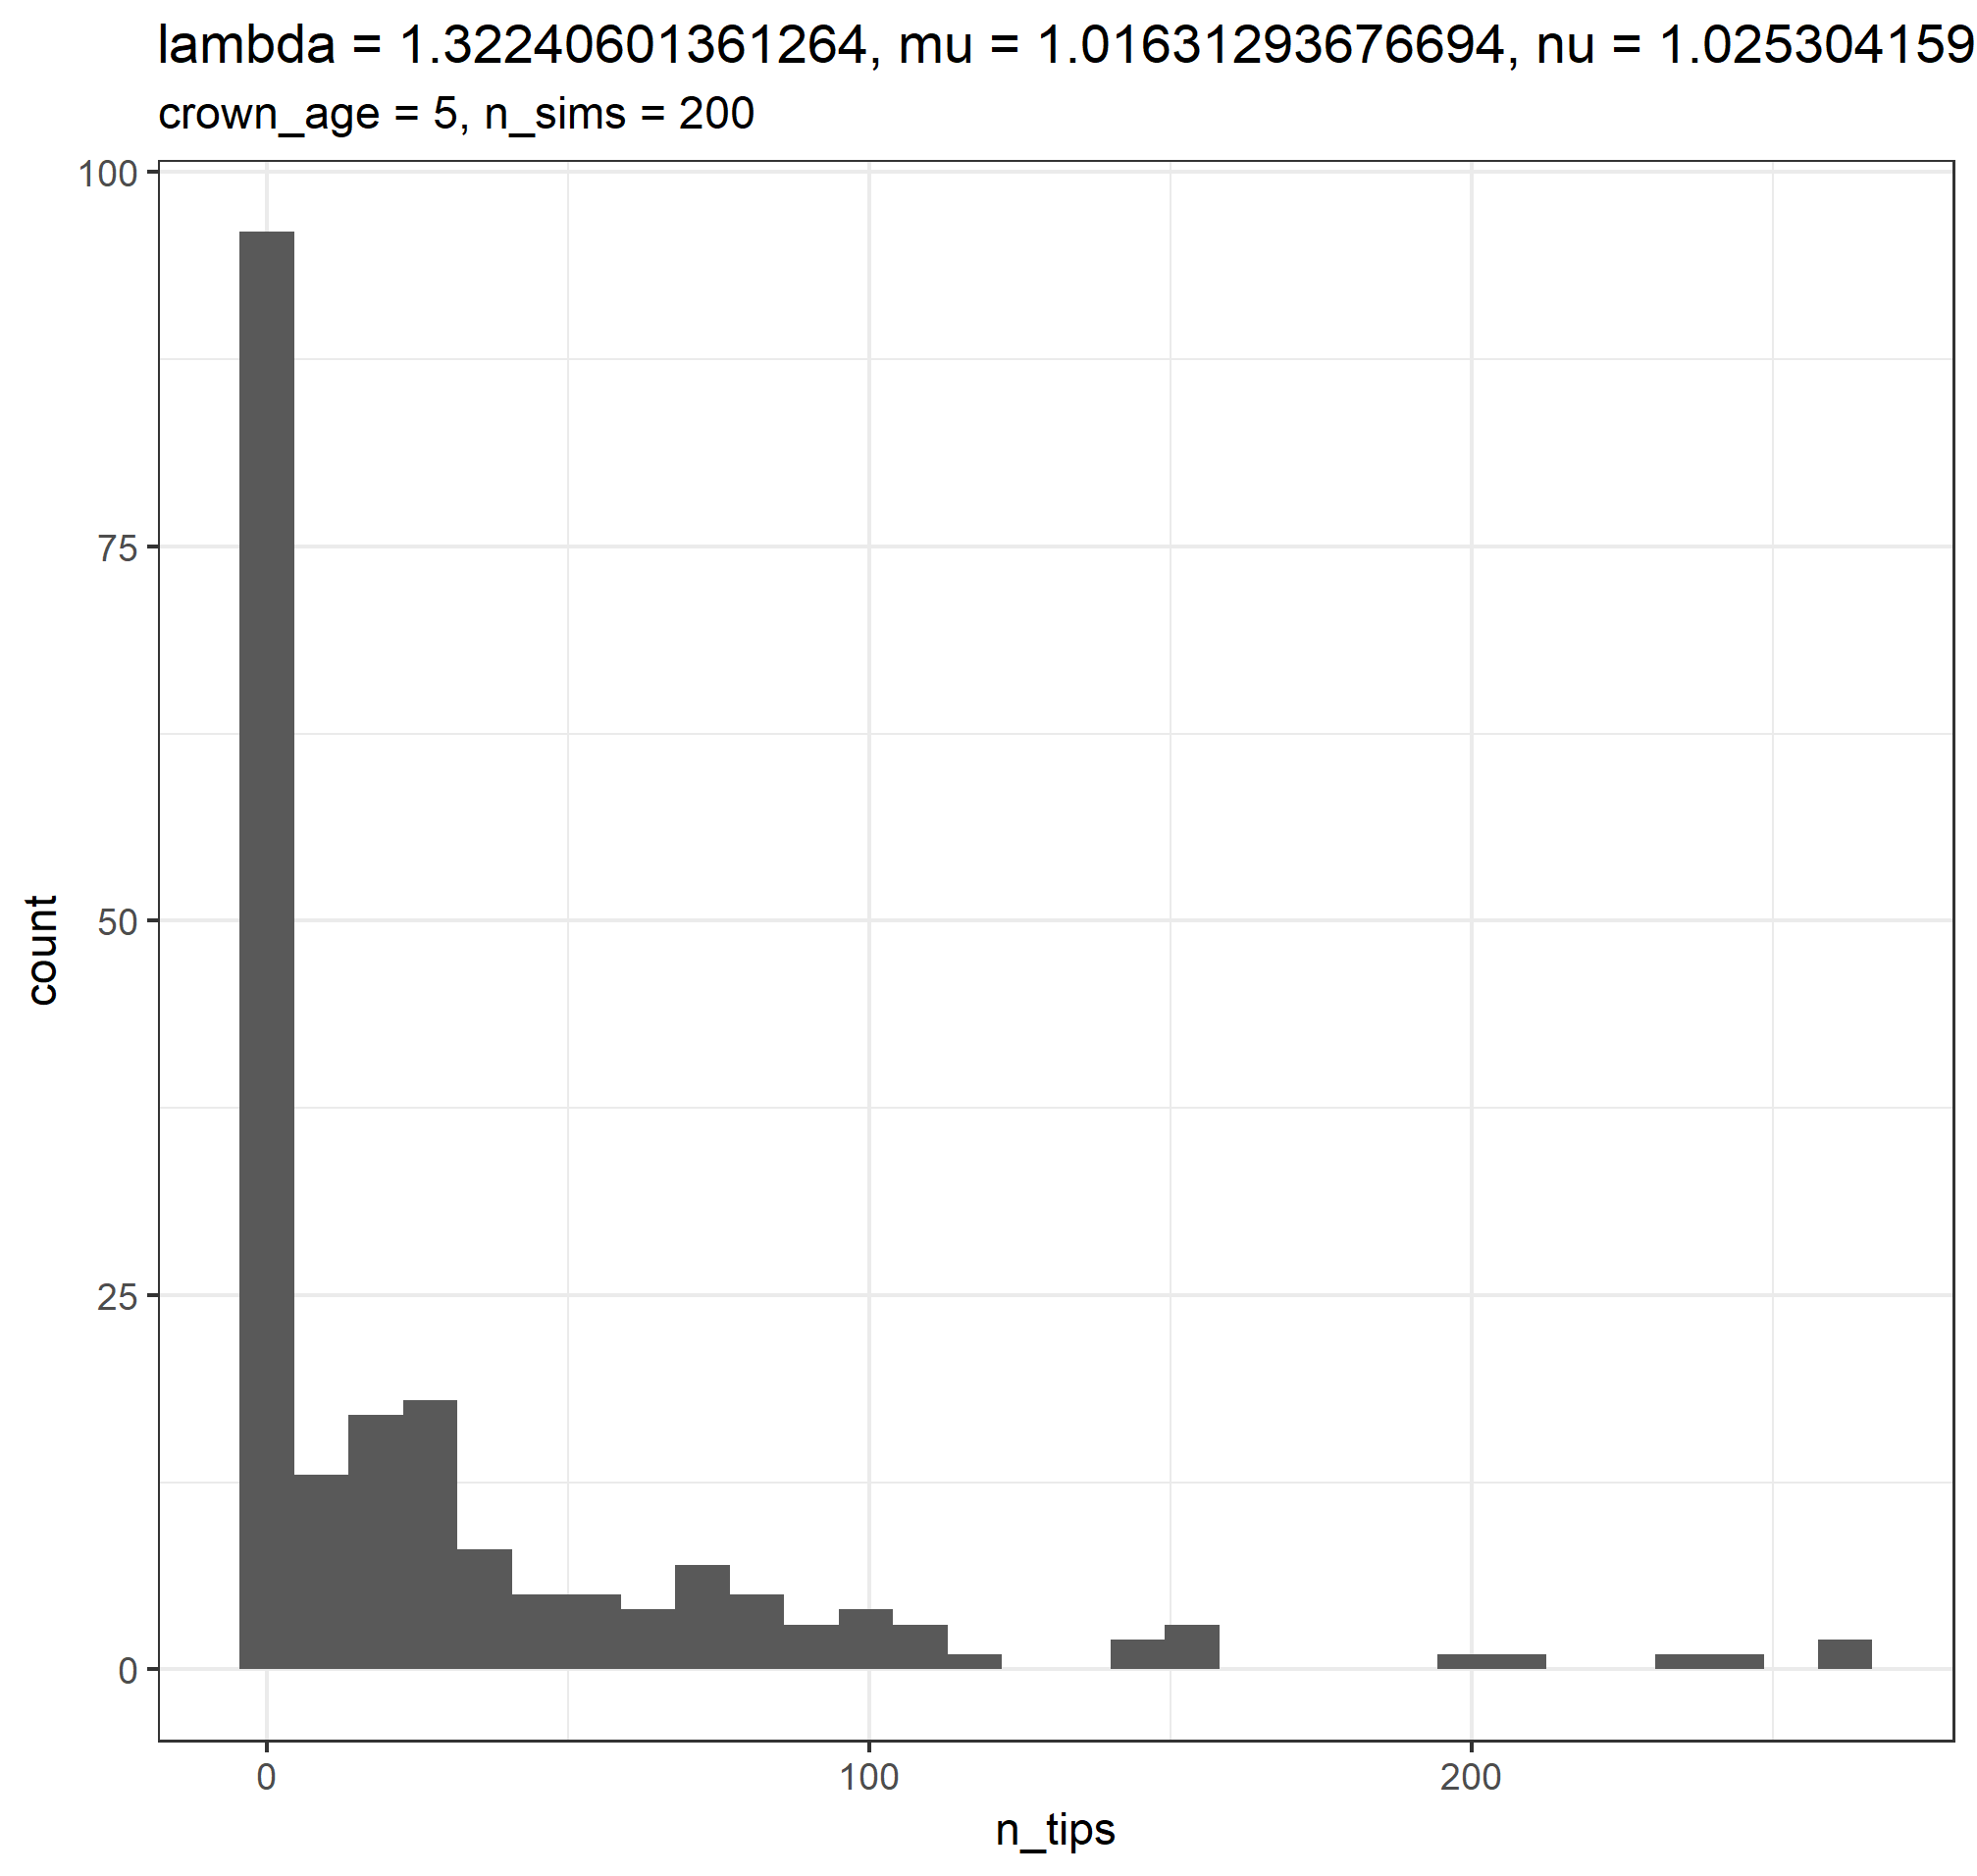 lambda = 1.32240601361264, mu = 1.01631293676694, nu = 1.025304159
crown_age = 5, n_sims = 200
100
75
50
25
0
count
0 100 200
n_tips